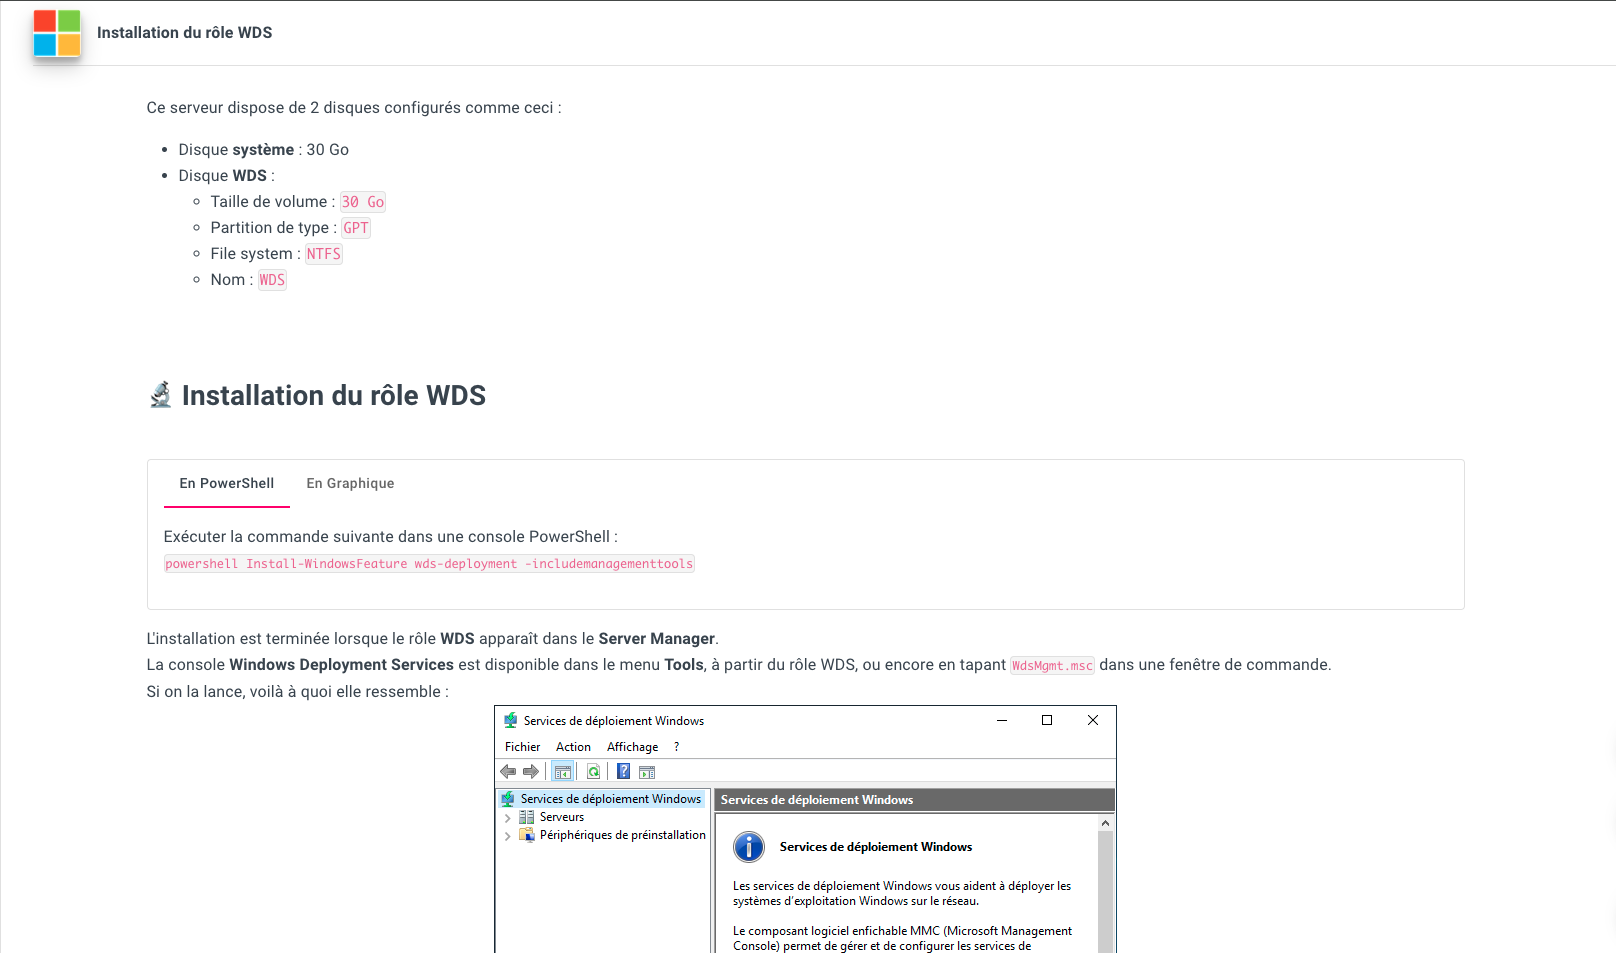 Installation du rôle WDS
Ce serveur dispose de 2 disques configurés comme ceci :
Disque système : 30 Go
Disque WDS :
Taille de volume : 30 Go
Partition de type : GPT
File system : NTFS
Nom : WDS
Installation du rôle WDS
En PowerShell En Graphique
Exécuter la commande suivante dans une console PowerShell :
powershell Install-WindowsFeature wds-deployment -includemanagementtools
L'installation est terminée lorsque le rôle WDS apparaît dans le Server Manager.
La console Windows Deployment Services est disponible dans le menu Tools, à partir du rôle WDS, ou encore en tapant WdsMgmt.msc dans une fenêtre de commande.
Si on la lance, voilà à quoi elle ressemble :
Services de déploiement Windows
Fichier Action Affichage ?
Services de déploiement Windows
Serveurs
Périphériques de préinstallation
Services de déploiement Windows
Services de déploiement Windows
Les services de déploiement Windows vous aident à déployer les
systèmes d'exploitation Windows sur le réseau.
Le composant logiciel enfichable MMC (Microsoft Management
Console) permet de gérer et de configurer les services de